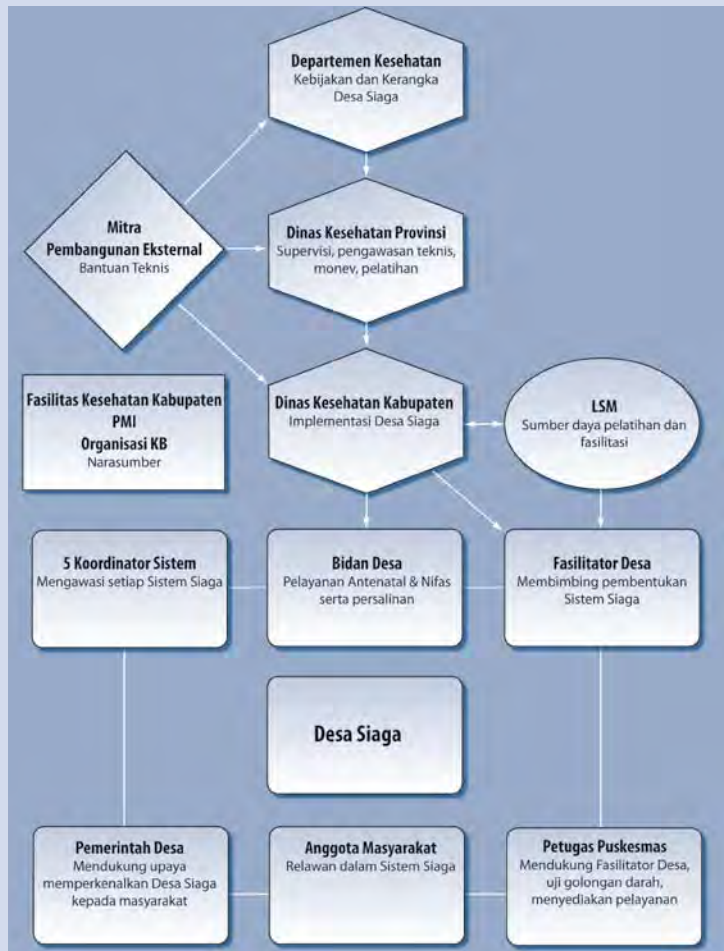 Departemen Kesehatan
Kebijakan dan Kerangka
Desa Siaga
Mitra
Pembangunan Eksternal
Bantuan Teknis
Dinas Kesehatan Provinsi
Supervisi, pengawasan teknis,
monev, pelatihan
Fasilitas Kesehatan Kabupaten
PMI
Organisasi KB
Narasumber
Dinas Kesehatan Kabupaten
Implementasi Desa Siaga
LSM
Sumber daya pelatihan dan
fasilitasi
5 Koordinator Sistem
Mengawasi setiap Sistem Siaga
Bidan Desa
Pelayanan Antenatal & Nifas
serta persalinan
Fasilitator Desa
Membimbing pembentukan
Sistem Siaga
Desa Siaga
Pemerintah Desa
Mendukung upaya
memperkenalkan Desa Siaga
kepada masyarakat
Anggota Masyarakat
Relawan dalam Sistem Siaga
Petugas Puskesmas
Mendukung Fasilitator Desa,
uji golongan darah,
menyediakan pelayanan